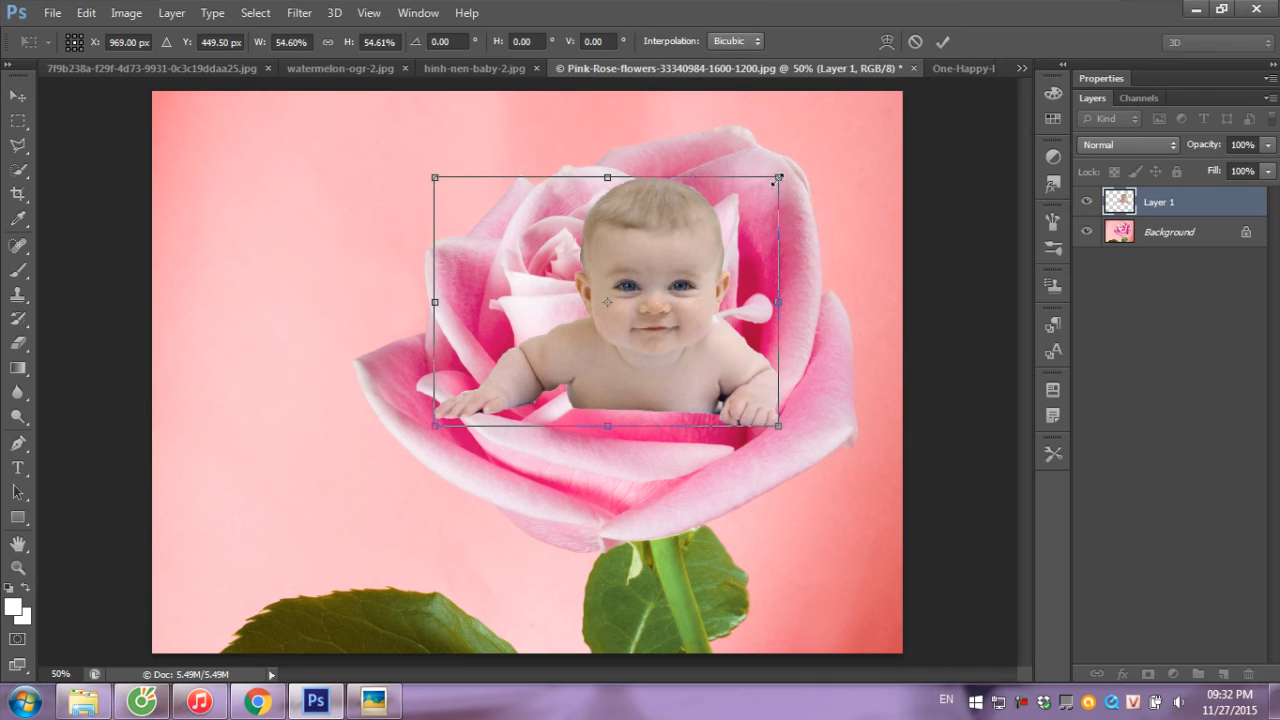 Ps File Edit Image Layer Type Select Filter 3D View Window Help
X: 969.00 px Y: 449.50 px W: 54.60% H: 54.61% 0.00 ° H: 0.00 ° V: 0.00 ° Interpolation: Bicubic 3D
7f9b238a-f29f-4d73-9931-0c3c19ddaa25.jpg × watermelon-ogr-2.jpg × hinh-nen-baby-2.jpg × © Pink-Rose-flowers-33340984-1600-1200.jpg @ 50% (Layer 1, RGB/8) * × One-Happy-I
Properties
Layers Channels
Kind
Normal Opacity: 100%
Lock: Fill: 100%
Layer 1
Background
50% © Doc: 5.49M/5.49M
Ps EN V 09:32 PM
11/27/2015